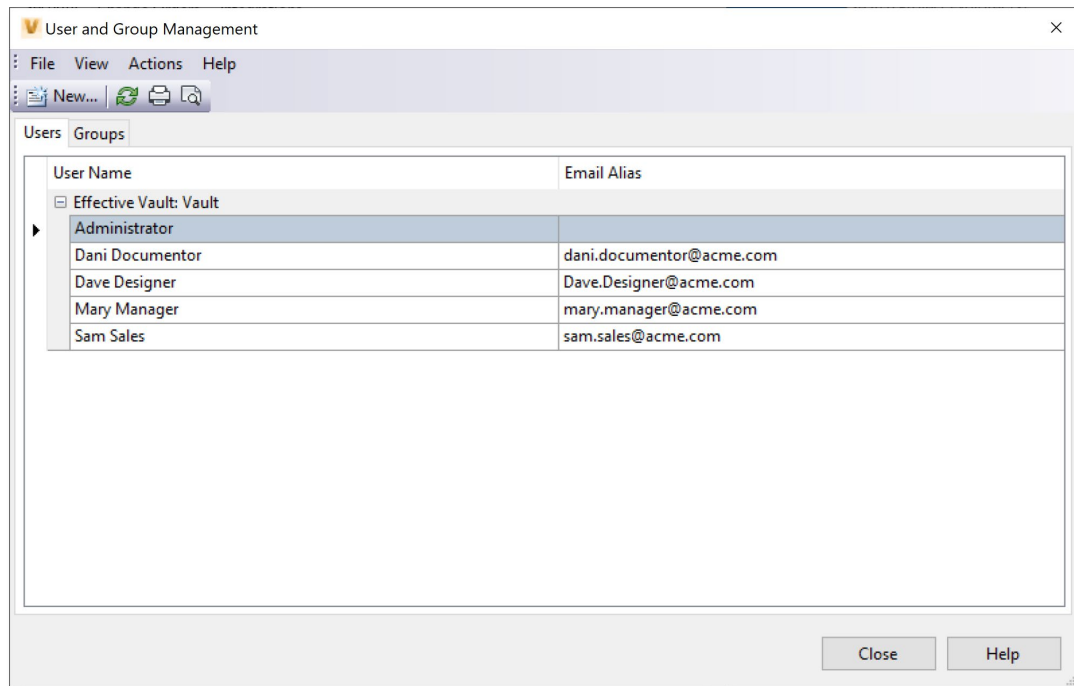 User and Group Management
File View Actions Help
New...
Users Groups
User Name Email Alias
Effective Vault: Vault
Administrator
Dani Documentor dani.documentor@acme.com
Dave Designer Dave.Designer@acme.com
Mary Manager mary.manager@acme.com
Sam Sales sam.sales@acme.com
Close Help